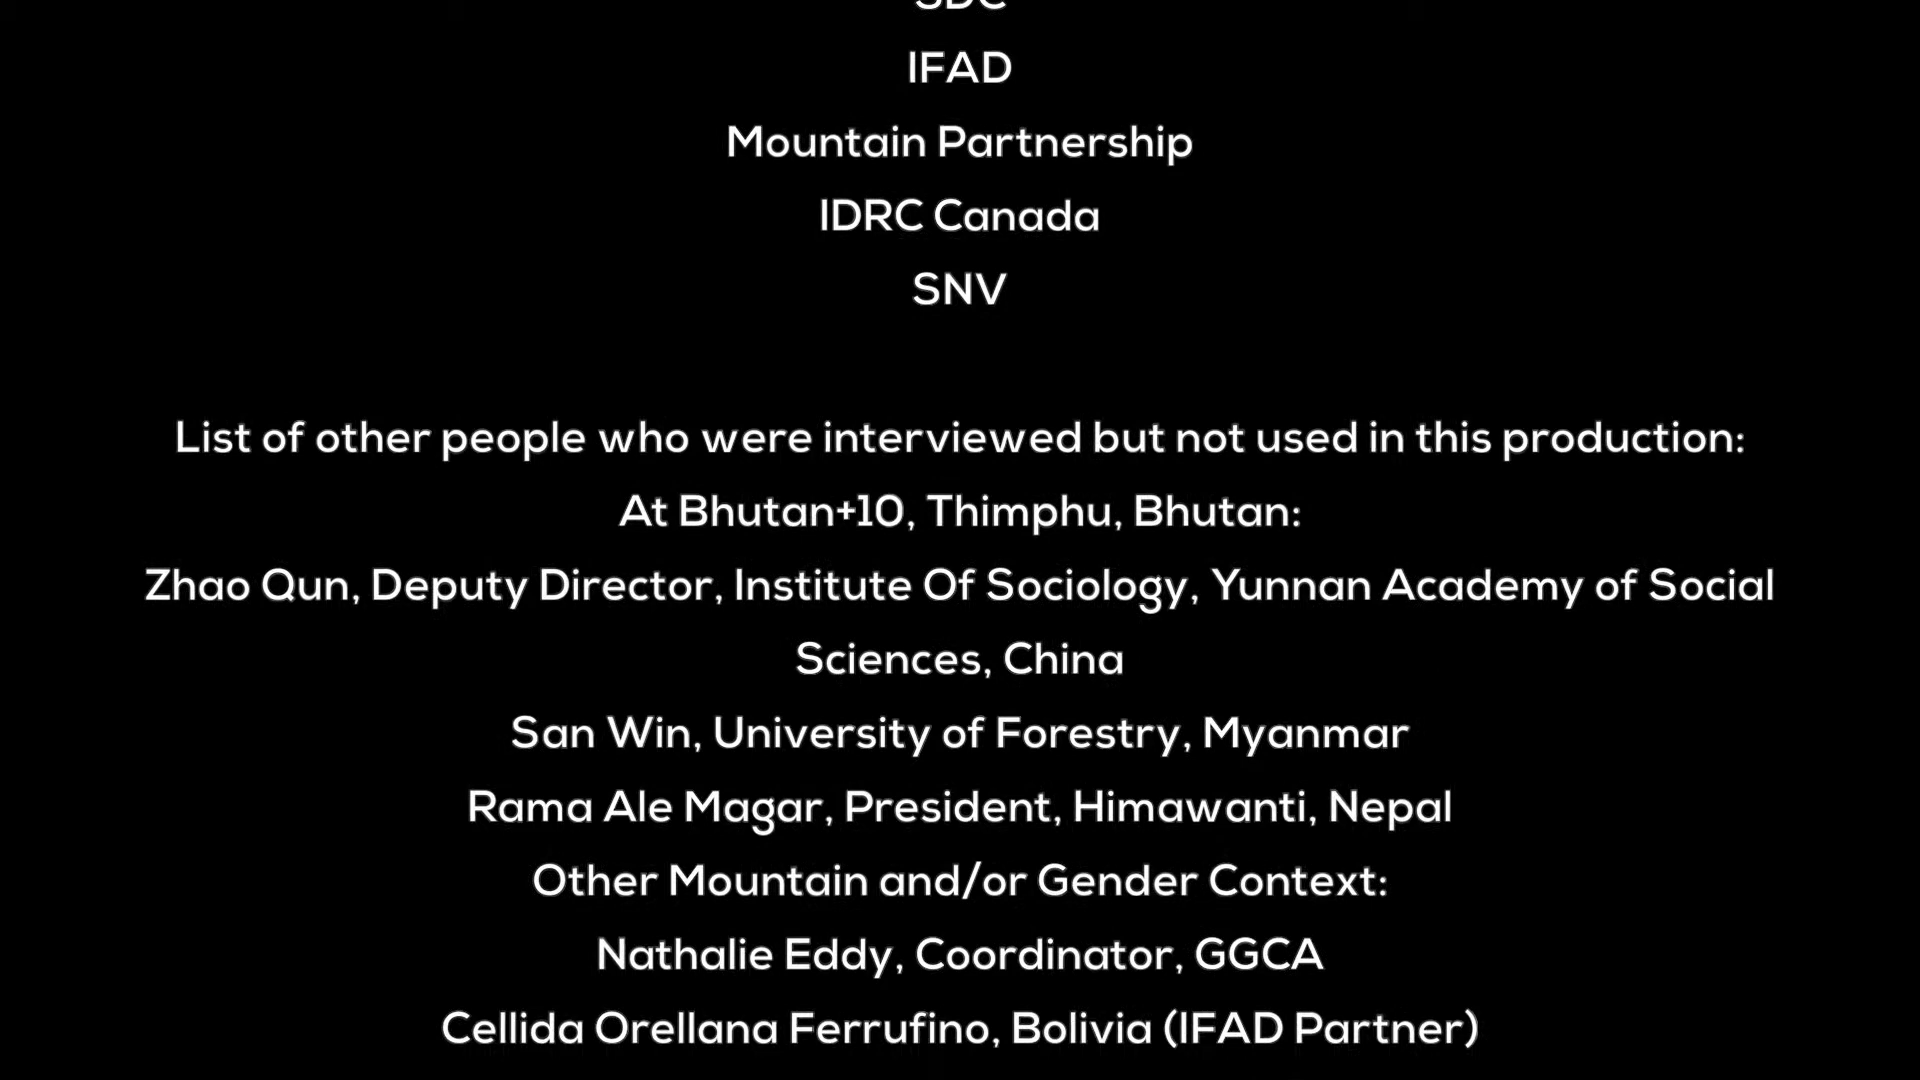 SDC
IFAD
Mountain Partnership
IDRC Canada
SNV
List of other people who were interviewed but not used in this production:
At Bhutan+10, Thimphu, Bhutan:
Zhao Qun, Deputy Director, Institute Of Sociology, Yunnan Academy of Social
Sciences, China
San Win, University of Forestry, Myanmar
Rama Ale Magar, President, Himawanti, Nepal
Other Mountain and/or Gender Context:
Nathalie Eddy, Coordinator, GGCA
Cellida Orellana Ferrufino, Bolivia (IFAD Partner)